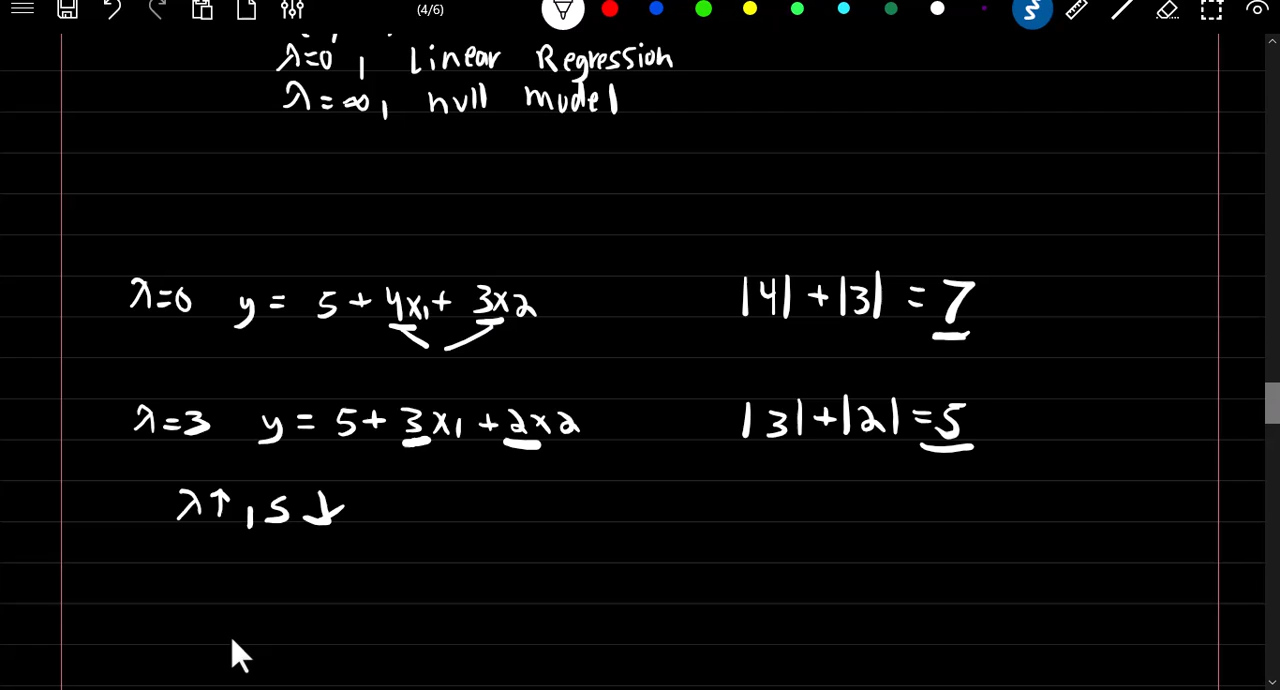 (4/6)
λ=0, Linear Regression
λ=∞, null model
λ=0 y = 5+4x1+ 3x2 |4|+|3| = 7
λ=3 y = 5+3x1+2x2 |3|+|2|=5
λ↑, s↓